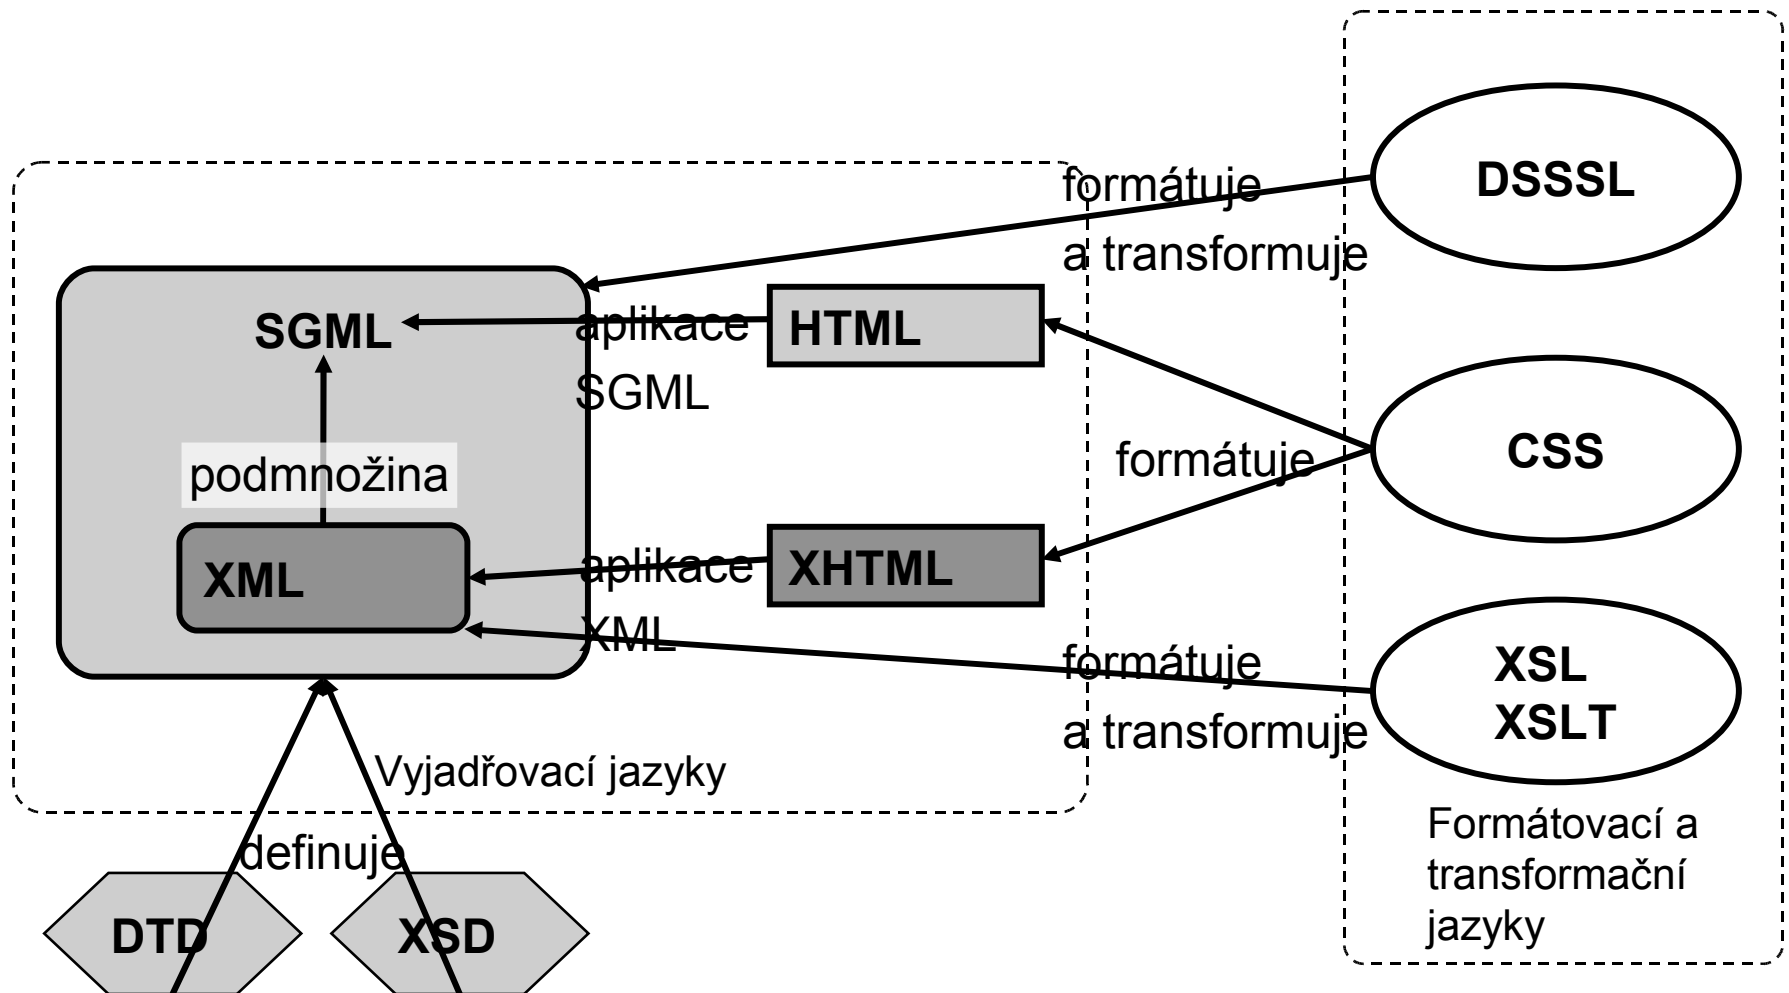 formátuje
a transformuje
DSSSL
SGML
aplikace
SGML
HTML
podmnožina
formátuje
CSS
XML
aplikace
XML
XHTML
formátuje
a transformuje
XSL
XSLT
Vyjadřovací jazyky
definuje
Formátovací a
transformační
jazyky
DTD
XSD